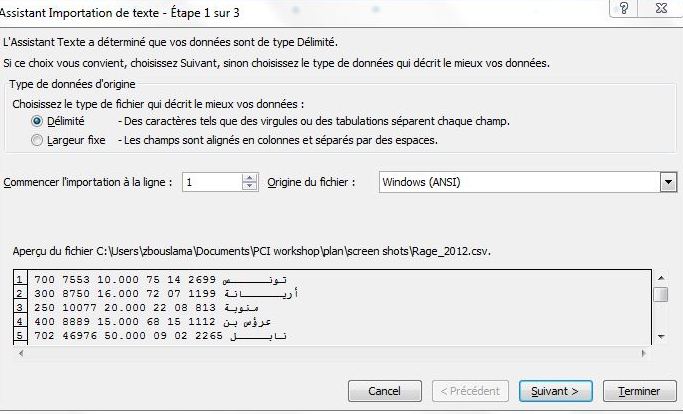 Assistant Importation de texte - Étape 1 sur 3
L'Assistant Texte a déterminé que vos données sont de type Délimité.
Si ce choix vous convient, choisissez Suivant, sinon choisissez le type de données qui décrit le mieux vos données.
Type de données d'origine
Choisissez le type de fichier qui décrit le mieux vos données :
Délimité - Des caractères tels que des virgules ou des tabulations séparent chaque champ.
Largeur fixe - Les champs sont alignés en colonnes et séparés par des espaces.
Commencer l'importation à la ligne : 1 Origine du fichier : Windows (ANSI)
Aperçu du fichier C:\Users\zbouslama\Documents\PCI workshop\plan\screen shots\Rage_2012.csv.
1 700 7553 10.000 75 14 2699 تونـــــــس
2 300 8750 16.000 72 07 1199 أريـــــــانة
3 250 10077 20.000 22 08 813 منوبة
4 400 8889 15.000 68 15 1112 عروس بن
5 702 46976 50.000 09 02 2265 نابـــــل
Cancel < Précédent Suivant > Terminer